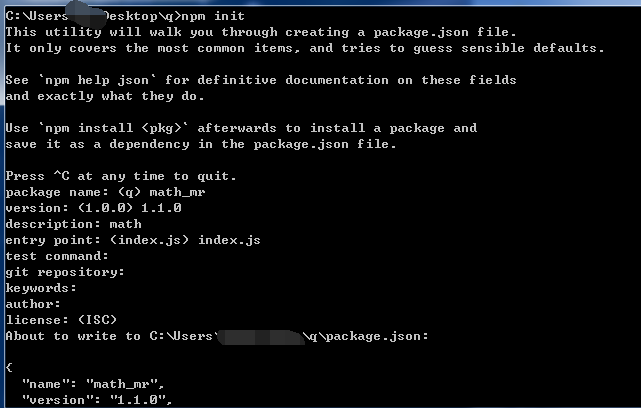 C:\Users Desktop\q>npm init
This utility will walk you through creating a package.json file.
It only covers the most common items, and tries to guess sensible defaults.
See `npm help json` for definitive documentation on these fields
and exactly what they do.
Use `npm install <pkg>` afterwards to install a package and
save it as a dependency in the package.json file.
Press ^C at any time to quit.
package name: (q) math_mr
version: (1.0.0) 1.1.0
description: math
entry point: (index.js) index.js
test command:
git repository:
keywords:
author:
license: (ISC)
About to write to C:\Users\ \q\package.json:
{
"name": "math_mr",
"version": "1.1.0",